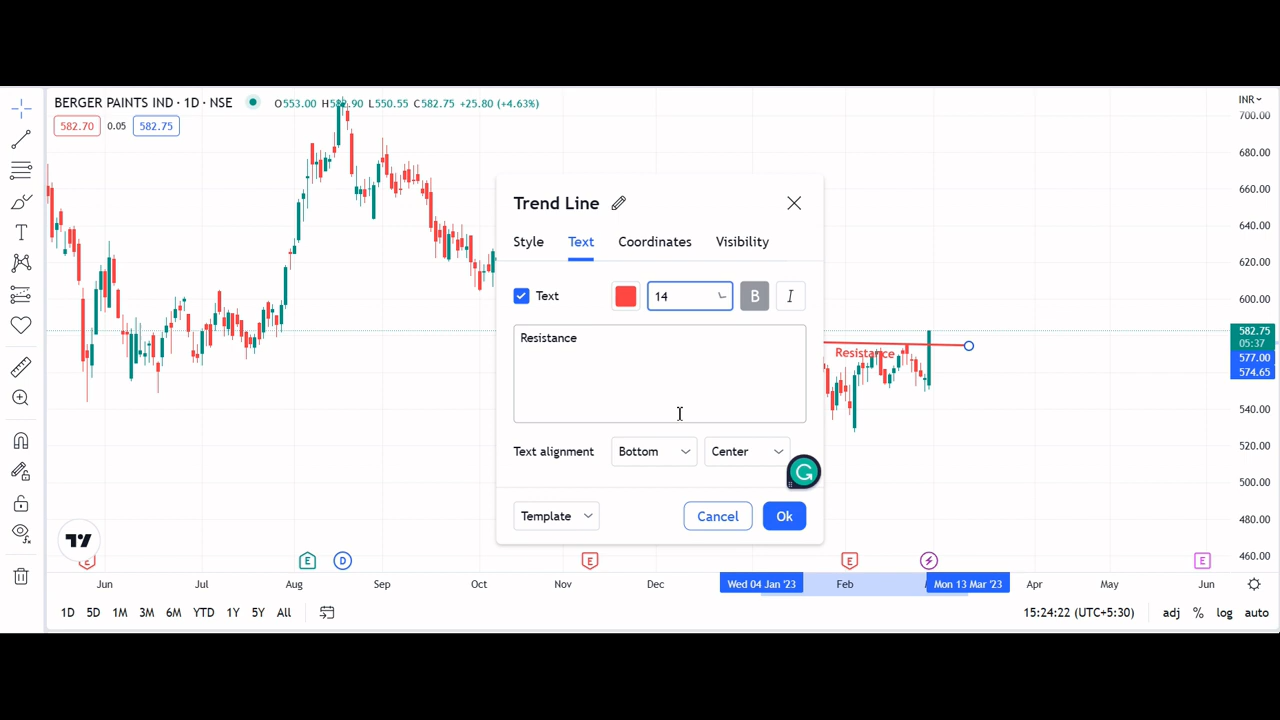 BERGER PAINTS IND · 1D · NSE
O553.00 H582.90 L550.55 C582.75 +25.80 (+4.63%)
INR
582.70 0.05 582.75
700.00
680.00
660.00
640.00
620.00
600.00
582.75
05:37
577.00
574.65
540.00
520.00
500.00
480.00
460.00
Trend Line
Style Text Coordinates Visibility
Text 14 B I
Resistance
Resistance
Text alignment Bottom Center
G
Template Cancel Ok
T
E D E E E
Jun Jul Aug Sep Oct Nov Dec Wed 04 Jan '23 Feb Mon 13 Mar '23 Apr May Jun
1D 5D 1M 3M 6M YTD 1Y 5Y All 15:24:22 (UTC+5:30) adj % log auto